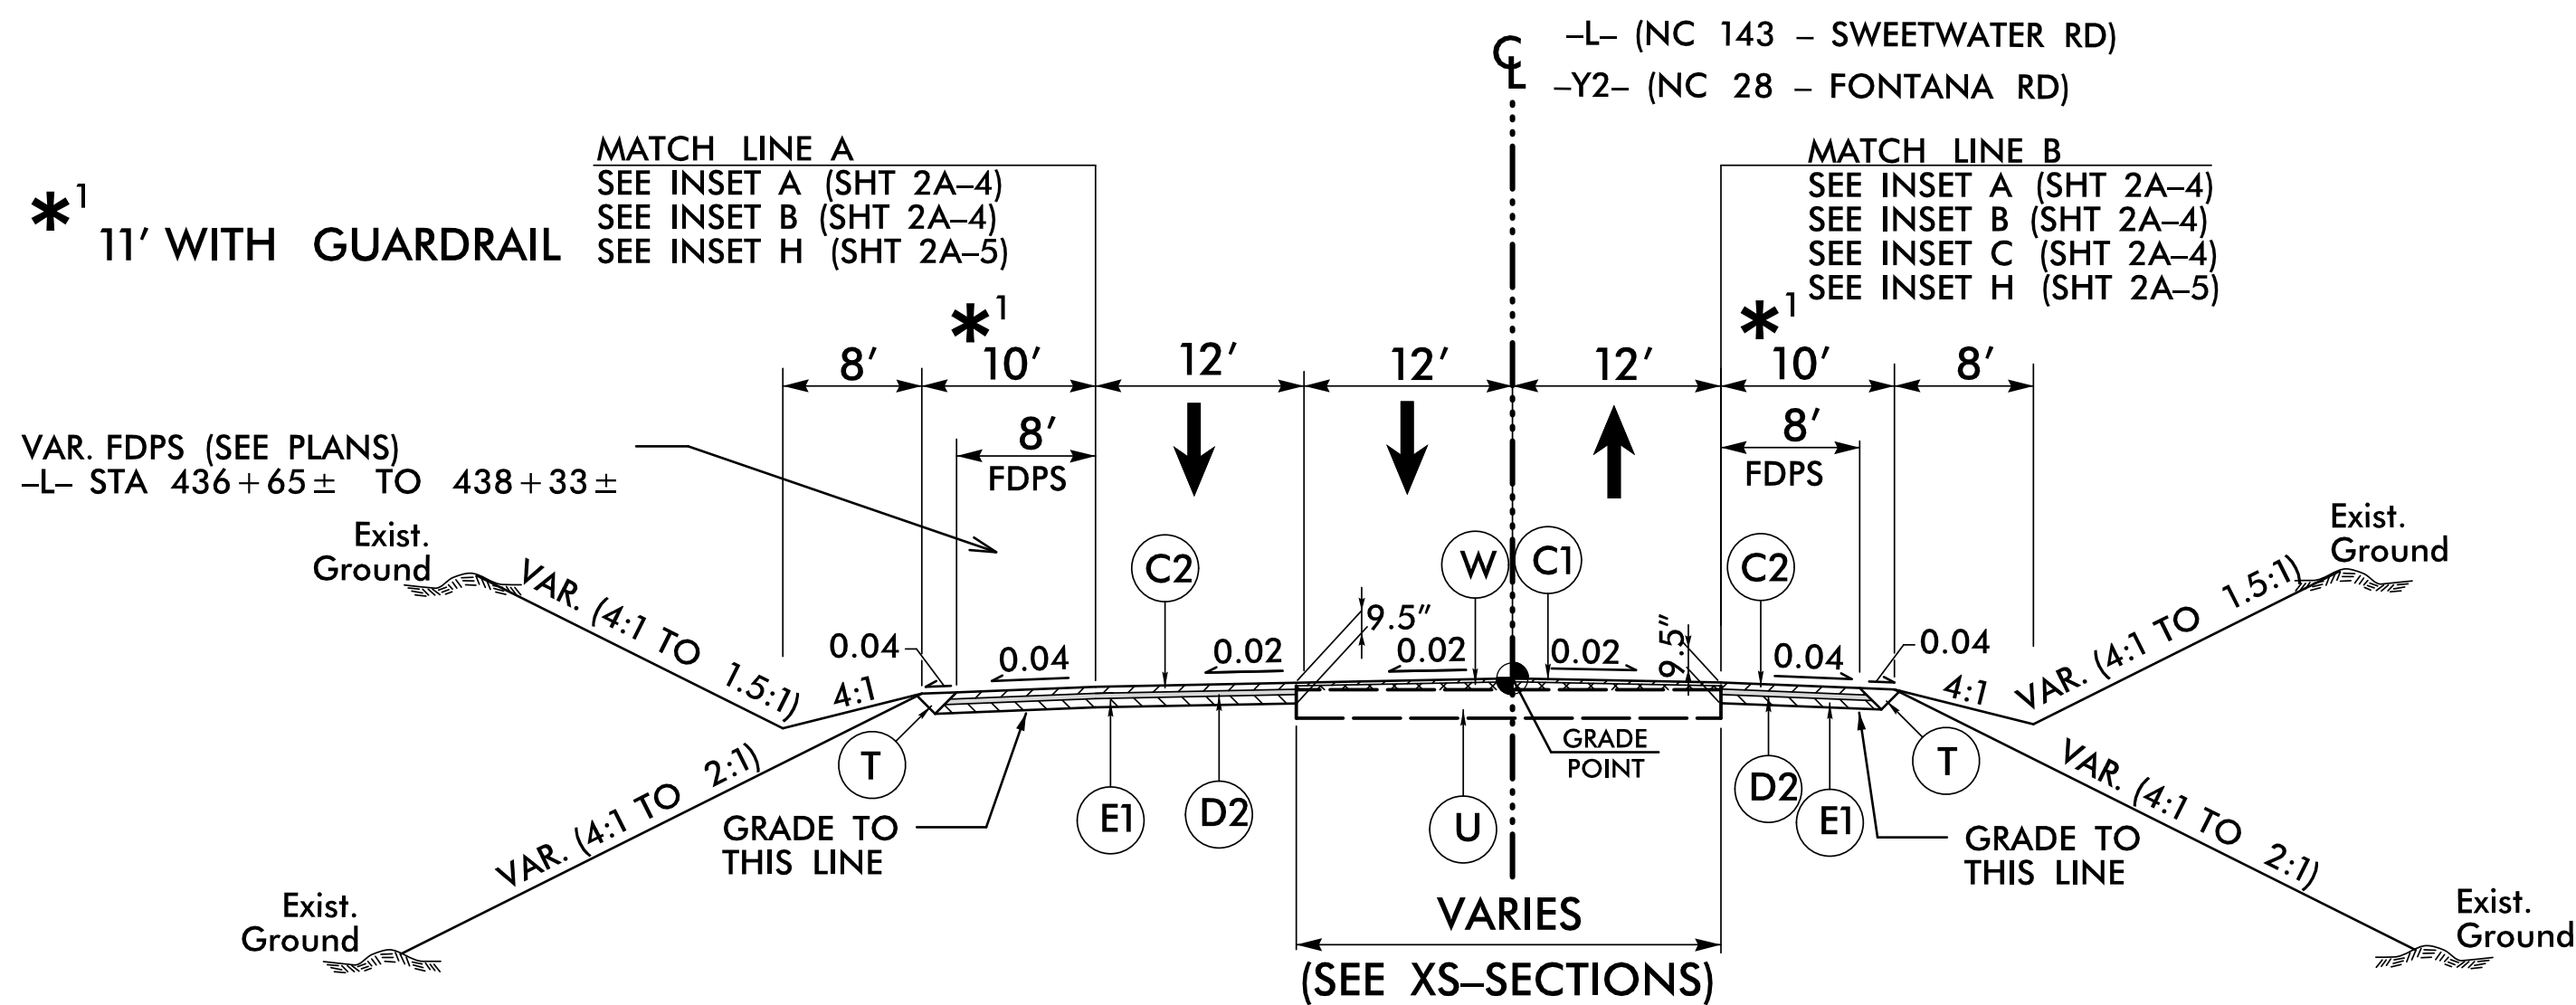 ℄ –L– (NC 143 – SWEETWATER RD)
–Y2– (NC 28 – FONTANA RD)
MATCH LINE A
SEE INSET A (SHT 2A–4)
SEE INSET B (SHT 2A–4)
SEE INSET H (SHT 2A–5)
MATCH LINE B
SEE INSET A (SHT 2A–4)
SEE INSET B (SHT 2A–4)
SEE INSET C (SHT 2A–4)
SEE INSET H (SHT 2A–5)
*1 11' WITH GUARDRAIL
*1
*1
8' 10' 12' 12' 12' 10' 8'
8'
FDPS
8'
FDPS
VAR. FDPS (SEE PLANS)
–L– STA 436+65± TO 438+33±
Exist.
Ground
Exist.
Ground
C2 W C1 C2
VAR. (4:1 TO 1.5:1)
VAR. (4:1 TO 1.5:1)
9.5"
9.5"
0.04 0.04 0.02 0.02 0.02 0.04 0.04
4:1
4:1
T
T
GRADE
POINT
VAR. (4:1 TO 2:1)
VAR. (4:1 TO 2:1)
E1 D2 U D2 E1
GRADE TO
THIS LINE
GRADE TO
THIS LINE
Exist.
Ground
Exist.
Ground
VARIES
(SEE XS–SECTIONS)